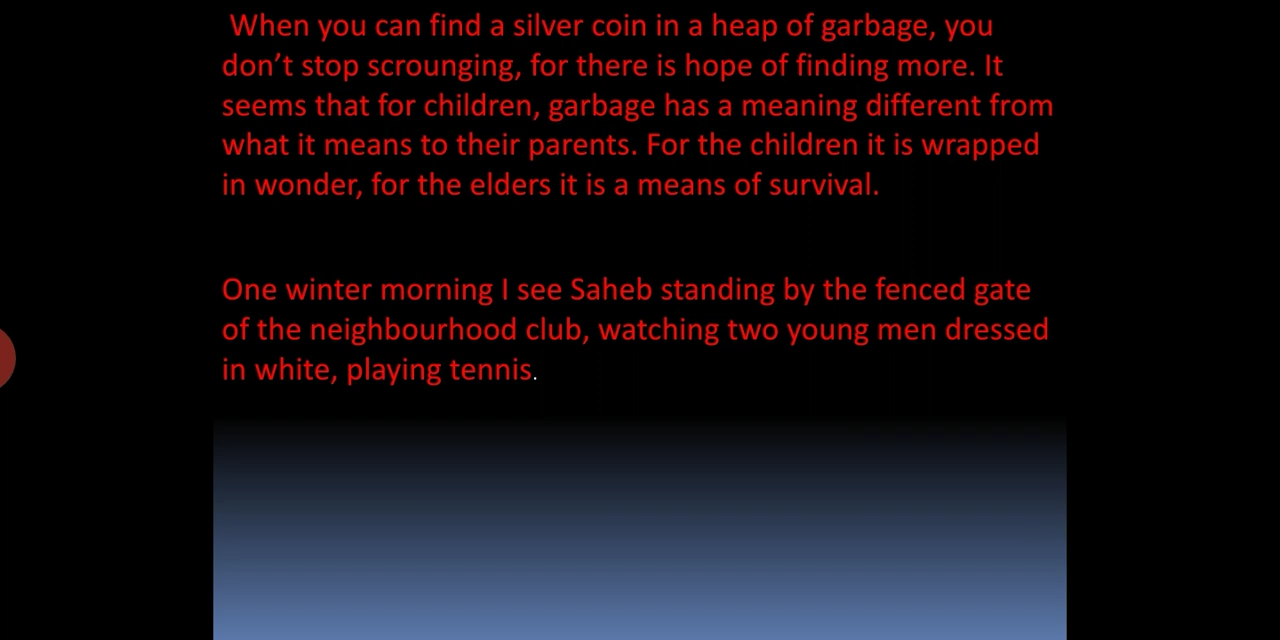 When you can find a silver coin in a heap of garbage, you
don’t stop scrounging, for there is hope of finding more. It
seems that for children, garbage has a meaning different from
what it means to their parents. For the children it is wrapped
in wonder, for the elders it is a means of survival.
One winter morning I see Saheb standing by the fenced gate
of the neighbourhood club, watching two young men dressed
in white, playing tennis.